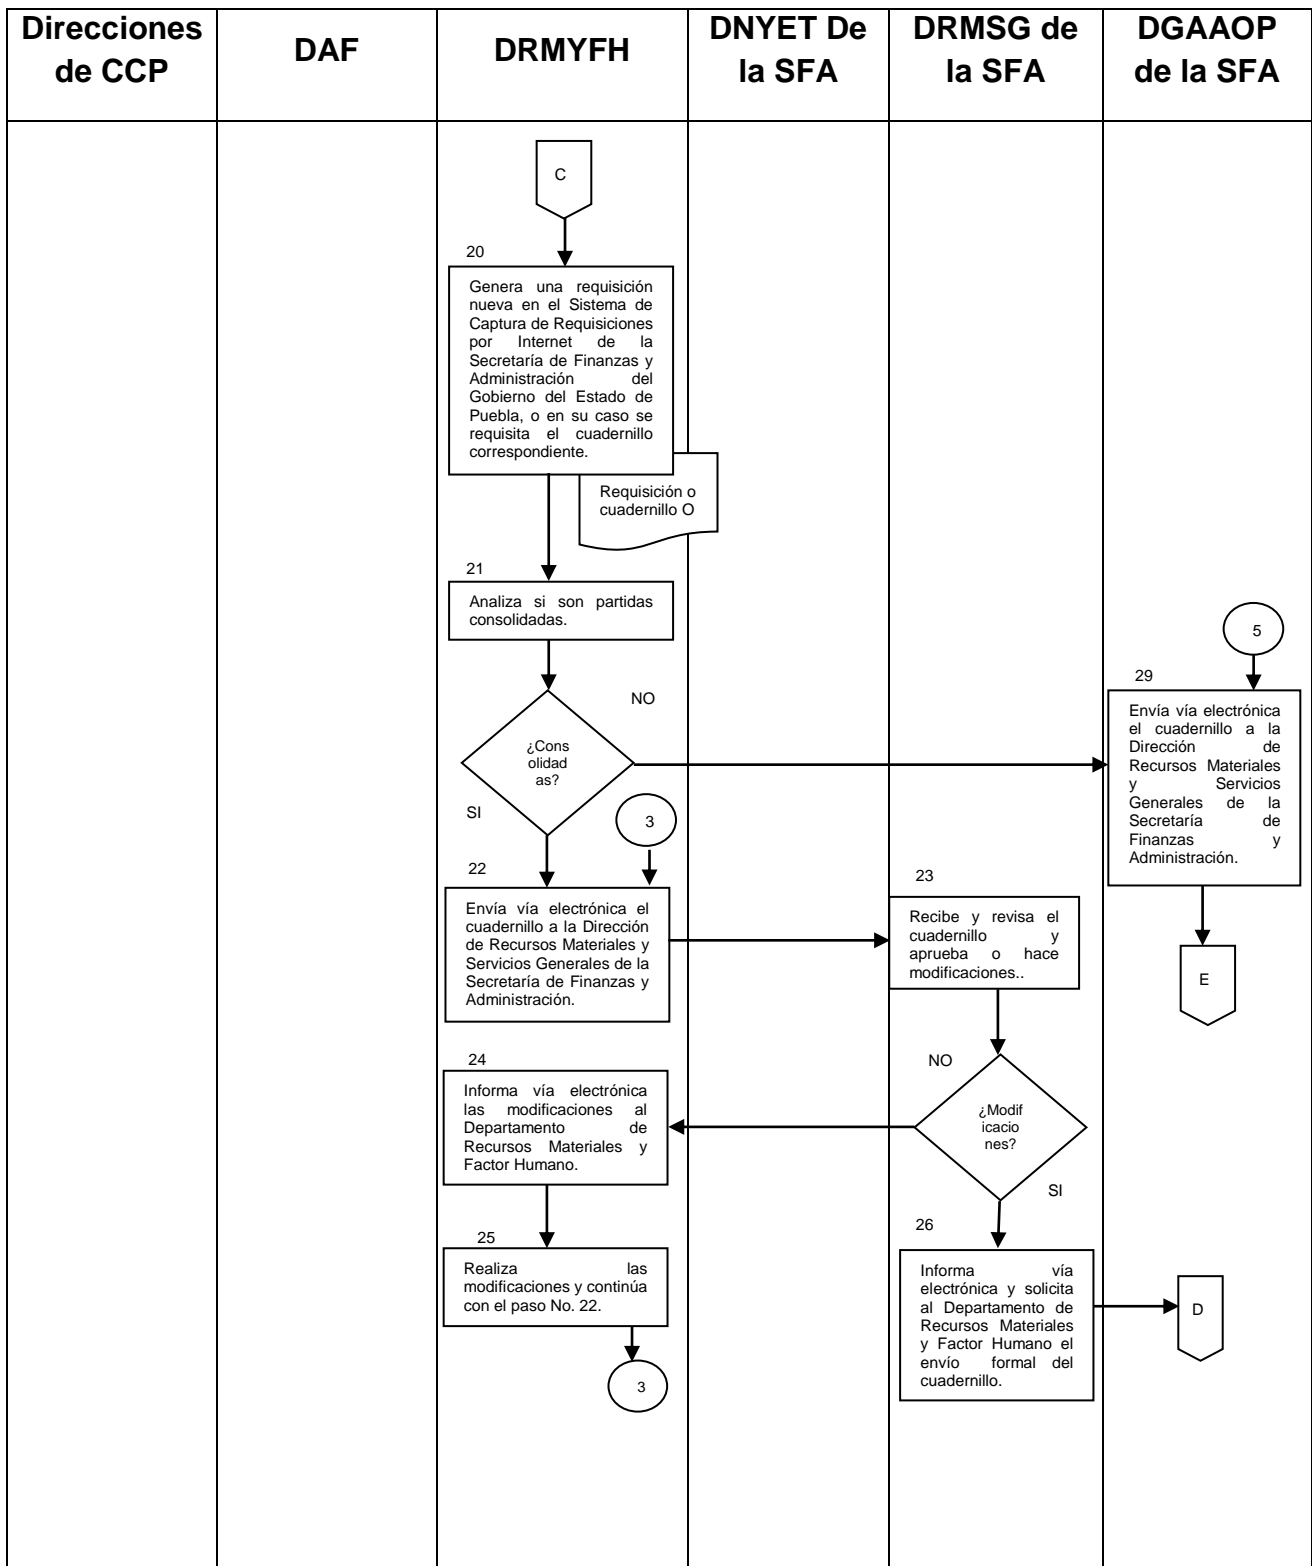 Direcciones
de CCP
DAF
DRMYFH
DNYET De
la SFA
DRMSG de
la SFA
DGAAOP
de la SFA
C
20
Genera una requisición
nueva en el Sistema de
Captura de Requisiciones
por Internet de la
Secretaría de Finanzas y
Administración del
Gobierno del Estado de
Puebla, o en su caso se
requisita el cuadernillo
correspondiente.
Requisición o
cuadernillo O
21
Analiza si son partidas
consolidadas.
¿Cons
olidad
as?
NO
SI
3
5
29
Envía vía electrónica
el cuadernillo a la
Dirección de
Recursos Materiales
y Servicios
Generales de la
Secretaría de
Finanzas y
Administración.
E
22
Envía vía electrónica el
cuadernillo a la Dirección
de Recursos Materiales y
Servicios Generales de la
Secretaría de Finanzas y
Administración.
23
Recibe y revisa el
cuadernillo y
aprueba o hace
modificaciones..
NO
¿Modif
icacio
nes?
SI
24
Informa vía electrónica
las modificaciones al
Departamento de
Recursos Materiales y
Factor Humano.
25
Realiza las
modificaciones y continúa
con el paso No. 22.
3
26
Informa vía
electrónica y solicita
al Departamento de
Recursos Materiales
y Factor Humano el
envío formal del
cuadernillo.
D